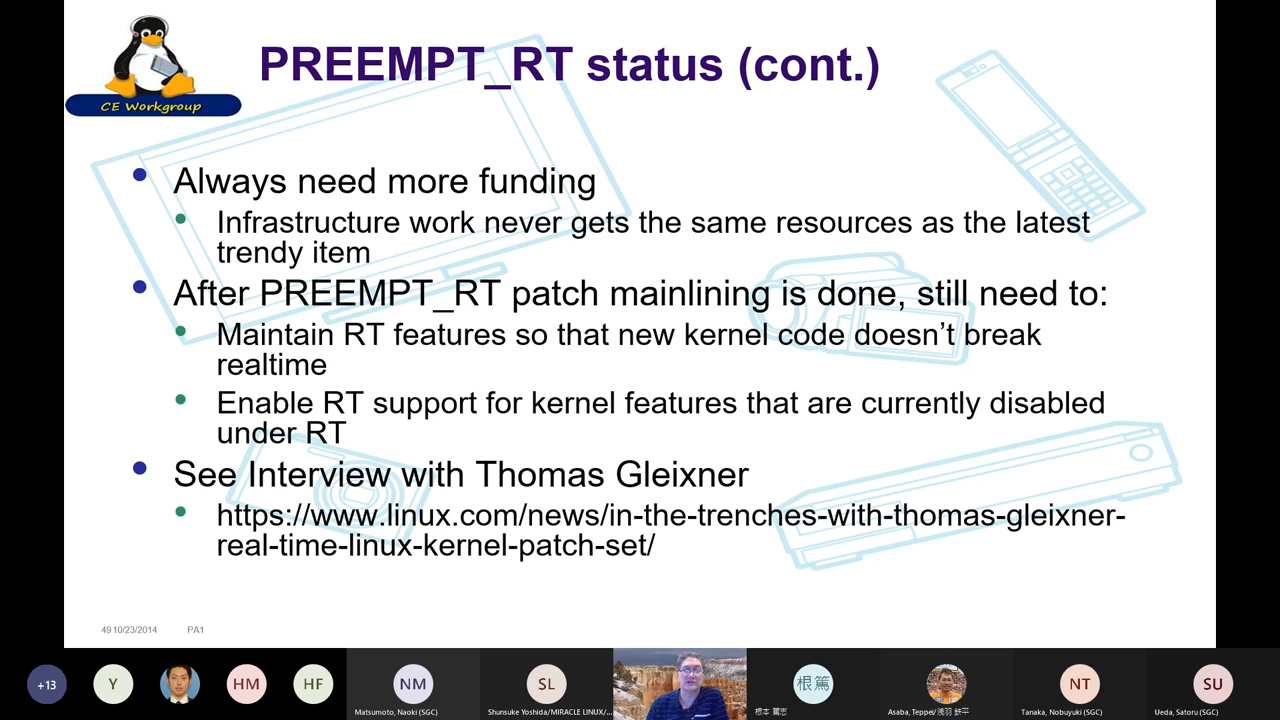 PREEMPT_RT status (cont.)
CE Workgroup
• Always need more funding
• Infrastructure work never gets the same resources as the latest
trendy item
• After PREEMPT_RT patch mainlining is done, still need to:
• Maintain RT features so that new kernel code doesn’t break
realtime
• Enable RT support for kernel features that are currently disabled
under RT
• See Interview with Thomas Gleixner
• https://www.linux.com/news/in-the-trenches-with-thomas-gleixner-
real-time-linux-kernel-patch-set/
49 10/23/2014 PA1
+13 Y HM HF NM SL 根篤 NT SU
Matsumoto, Naoki (SGC) Shunsuke Yoshida/MIRACLE LINUX/... 根本 篤志 Asaba, Teppei/浅羽 鉄平 Tanaka, Nobuyuki (SGC) Ueda, Satoru (SGC)